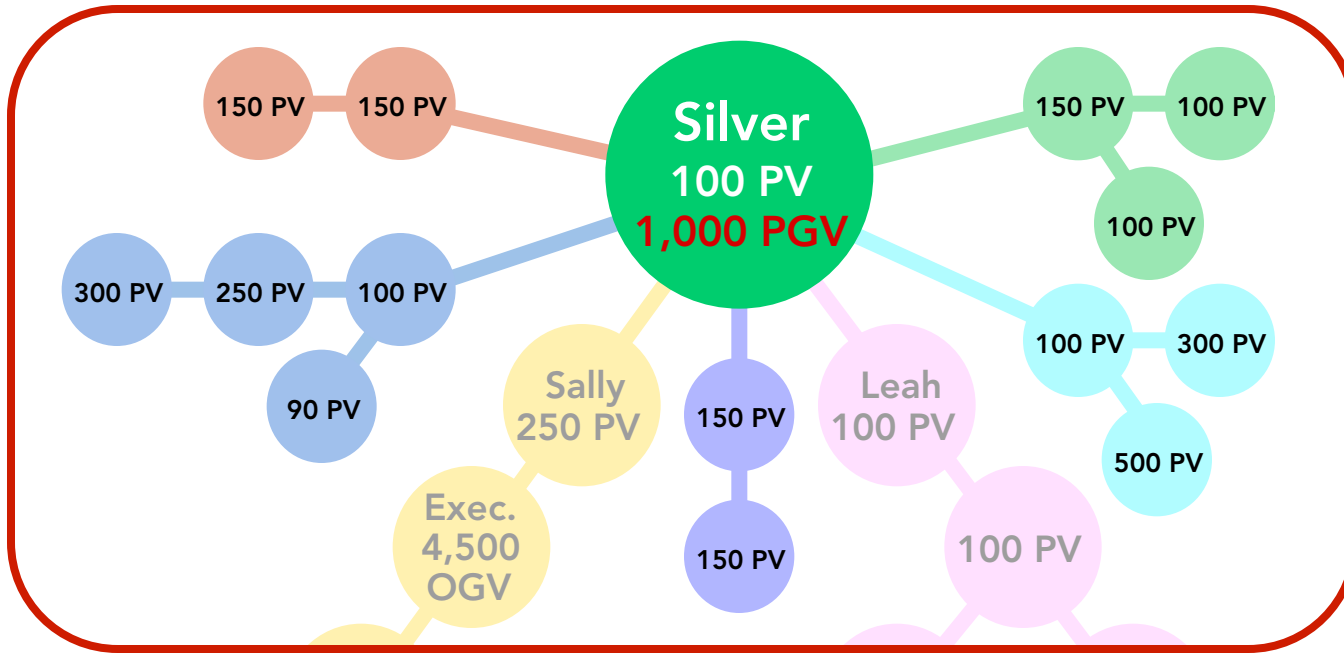 150 PV
150 PV
Silver
100 PV
1,000 PGV
150 PV
100 PV
100 PV
300 PV
250 PV
100 PV
90 PV
Sally
250 PV
150 PV
Leah
100 PV
100 PV
300 PV
500 PV
Exec.
4,500
OGV
150 PV
100 PV